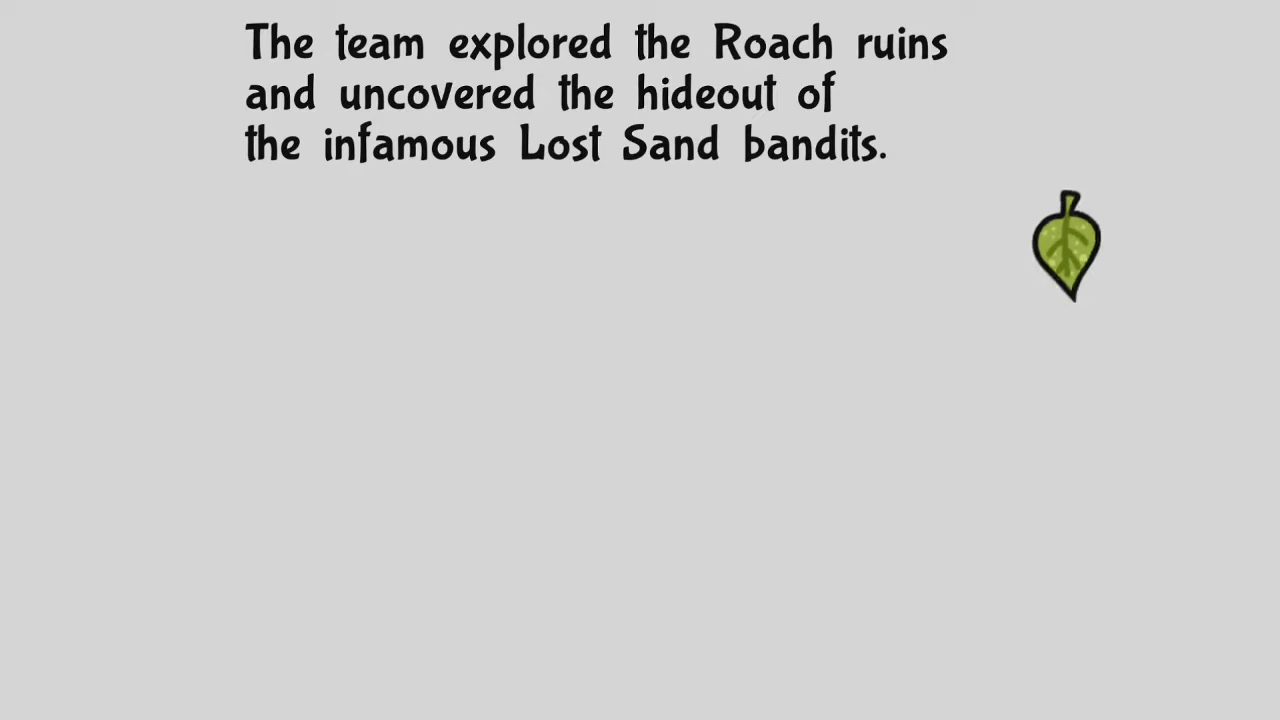 The team explored the Roach ruins
and uncovered the hideout of
the infamous Lost Sand bandits.